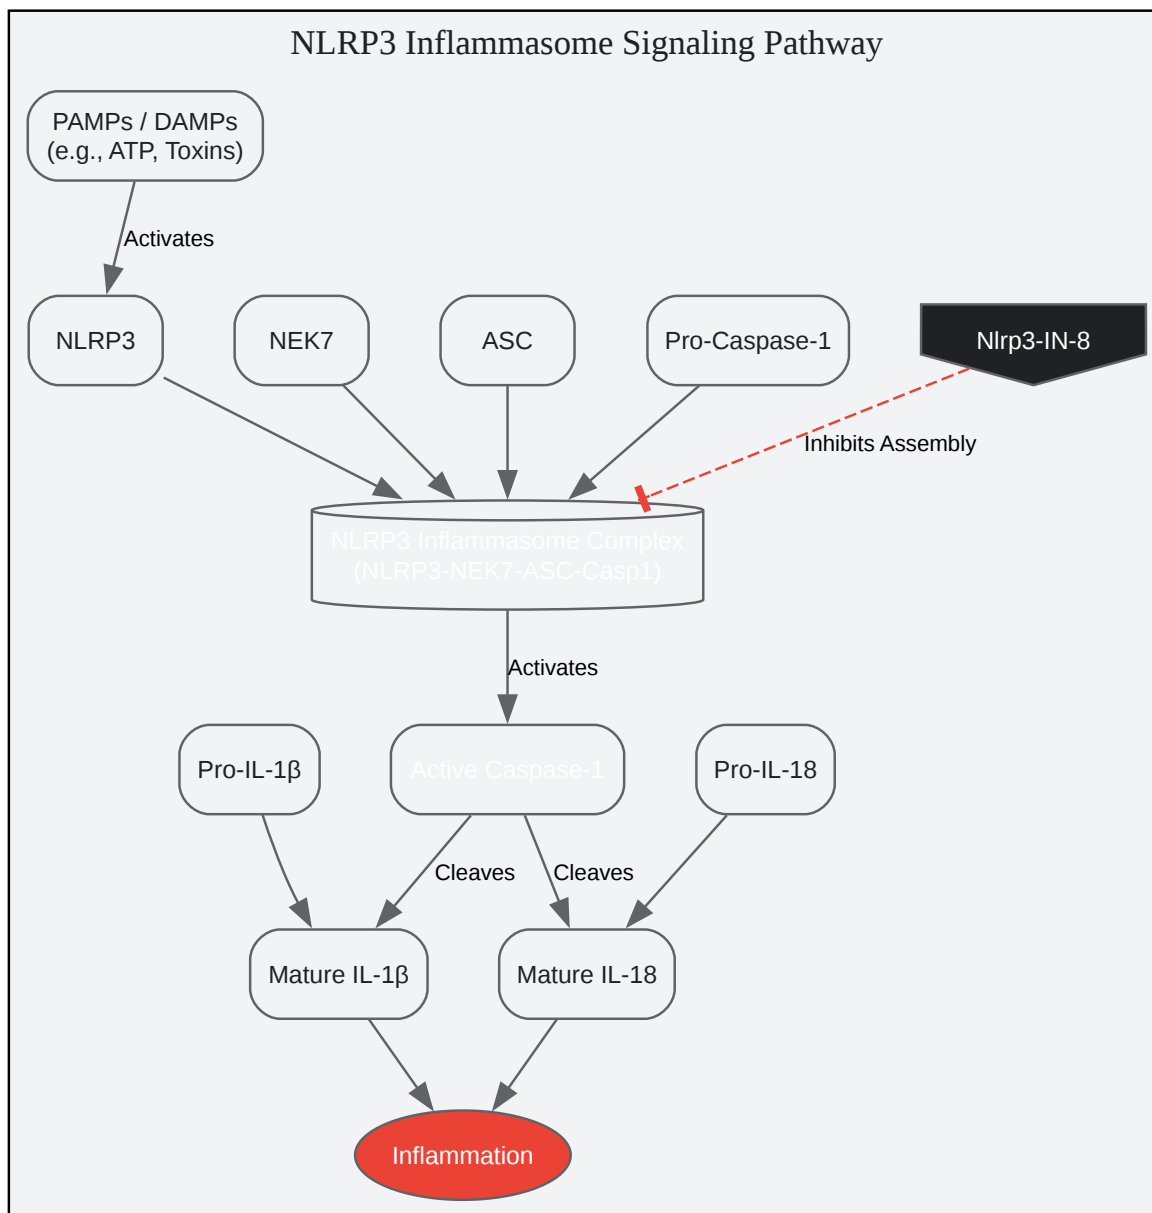 NLRP3 Inflammasome Signaling Pathway
PAMPs / DAMPs
(e.g., ATP, Toxins)
Activates
NLRP3
NEK7
ASC
Pro-Caspase-1
Nlrp3-IN-8
Inhibits Assembly
NLRP3 Inflammasome Complex
(NLRP3-NEK7-ASC-Casp1)
Activates
Pro-IL-1β
Active Caspase-1
Pro-IL-18
Cleaves
Cleaves
Mature IL-1β
Mature IL-18
Inflammation